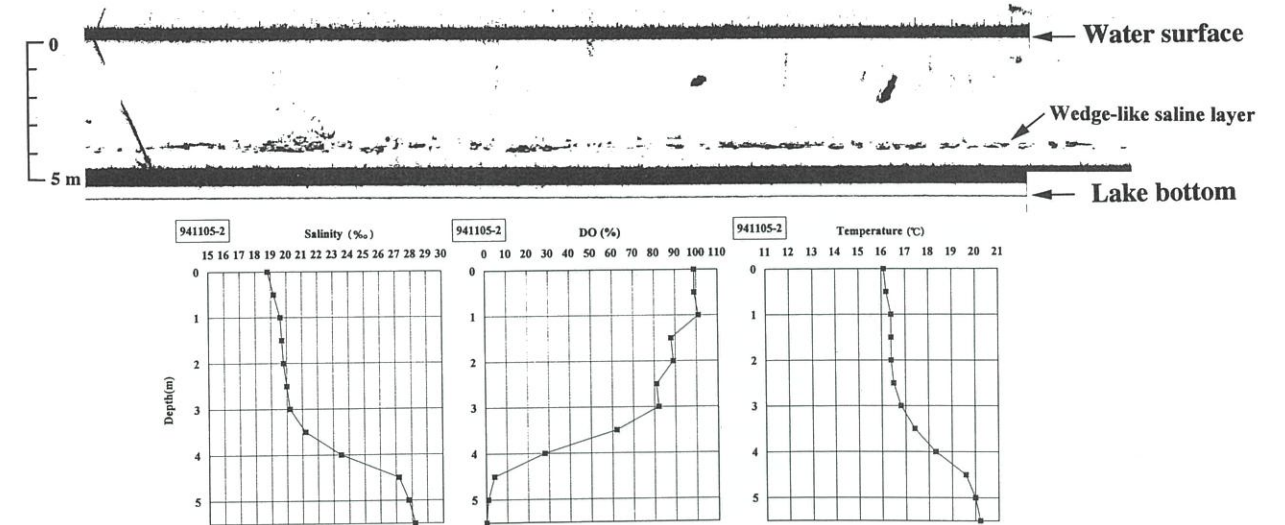 0
Water surface
Wedge-like saline layer
5 m
Lake bottom
941105-2
Salinity (‰)
15 16 17 18 19 20 21 22 23 24 25 26 27 28 29 30
0
1
2
3
4
5
Depth(m)
941105-2
DO (%)
0 10 20 30 40 50 60 70 80 90 100 110
0
1
2
3
4
5
941105-2
Temperature (℃)
11 12 13 14 15 16 17 18 19 20 21
0
1
2
3
4
5